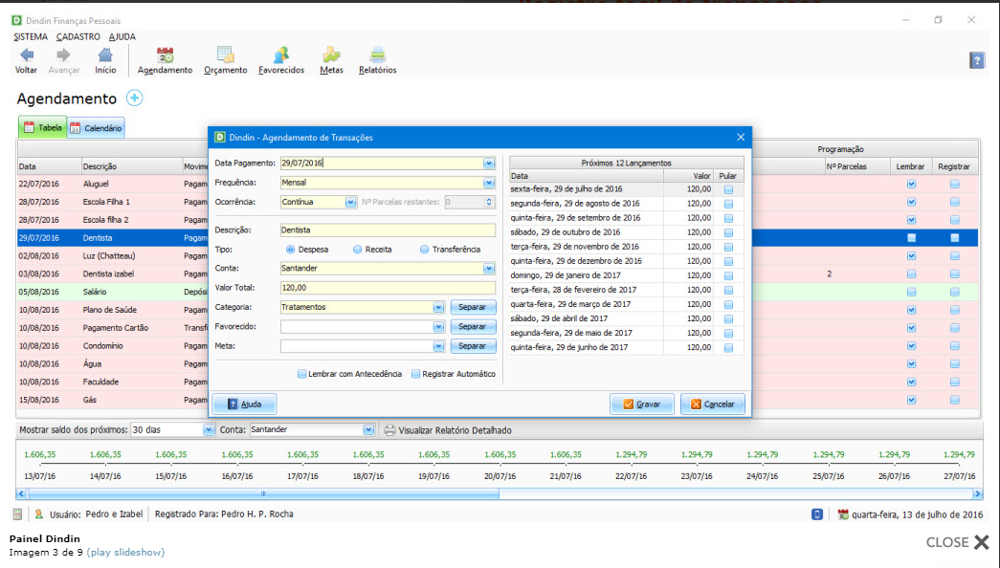 Dindin Finanças Pessoais
SISTEMA CADASTRO AJUDA
Voltar Avançar Início Agendamento Orçamento Favorecidos Metas Relatórios
Agendamento
Tabela Calendário
Programação
Data Descrição Movime Nº Parcelas Lembrar Registrar
22/07/2016 Aluguel Pagam
28/07/2016 Escola Filha 1 Pagam
28/07/2016 Escola filha 2 Pagam
29/07/2016 Dentista Pagam
02/08/2016 Luz (Chatteau) Pagam
03/08/2016 Dentista izabel Pagam 2
05/08/2016 Salário Depós
10/08/2016 Plano de Saúde Pagam
10/08/2016 Pagamento Cartão Transf
10/08/2016 Condomínio Pagam
10/08/2016 Água Pagam
10/08/2016 Faculdade Pagam
15/08/2016 Gás Pagam
Dindin - Agendamento de Transações
Data Pagamento: 29/07/2016
Frequência: Mensal
Ocorrência: Contínua Nº Parcelas restantes: 0
Descrição: Dentista
Tipo: Despesa Receita Transferência
Conta: Santander
Valor Total: 120,00
Categoria: Tratamentos Separar
Favorecido: Separar
Meta: Separar
Lembrar com Antecedência Registrar Automático
Próximos 12 Lançamentos
Data Valor Pular
sexta-feira, 29 de julho de 2016 120,00
segunda-feira, 29 de agosto de 2016 120,00
quinta-feira, 29 de setembro de 2016 120,00
sábado, 29 de outubro de 2016 120,00
terça-feira, 29 de novembro de 2016 120,00
quinta-feira, 29 de dezembro de 2016 120,00
domingo, 29 de janeiro de 2017 120,00
terça-feira, 28 de fevereiro de 2017 120,00
quarta-feira, 29 de março de 2017 120,00
sábado, 29 de abril de 2017 120,00
segunda-feira, 29 de maio de 2017 120,00
quinta-feira, 29 de junho de 2017 120,00
Ajuda Gravar Cancelar
Mostrar saldo dos próximos: 30 dias Conta: Santander Visualizar Relatório Detalhado
1.606,35 1.606,35 1.606,35 1.606,35 1.606,35 1.606,35 1.606,35 1.606,35 1.606,35 1.294,79 1.294,79 1.294,79 1.294,79 1.294,79 1.294,79
13/07/16 14/07/16 15/07/16 16/07/16 17/07/16 18/07/16 19/07/16 20/07/16 21/07/16 22/07/16 23/07/16 24/07/16 25/07/16 26/07/16 27/07/16
Usuário: Pedro e Izabel Registrado Para: Pedro H. P. Rocha quarta-feira, 13 de julho de 2016
Painel Dindin
Imagem 3 de 9 (play slideshow)
CLOSE X